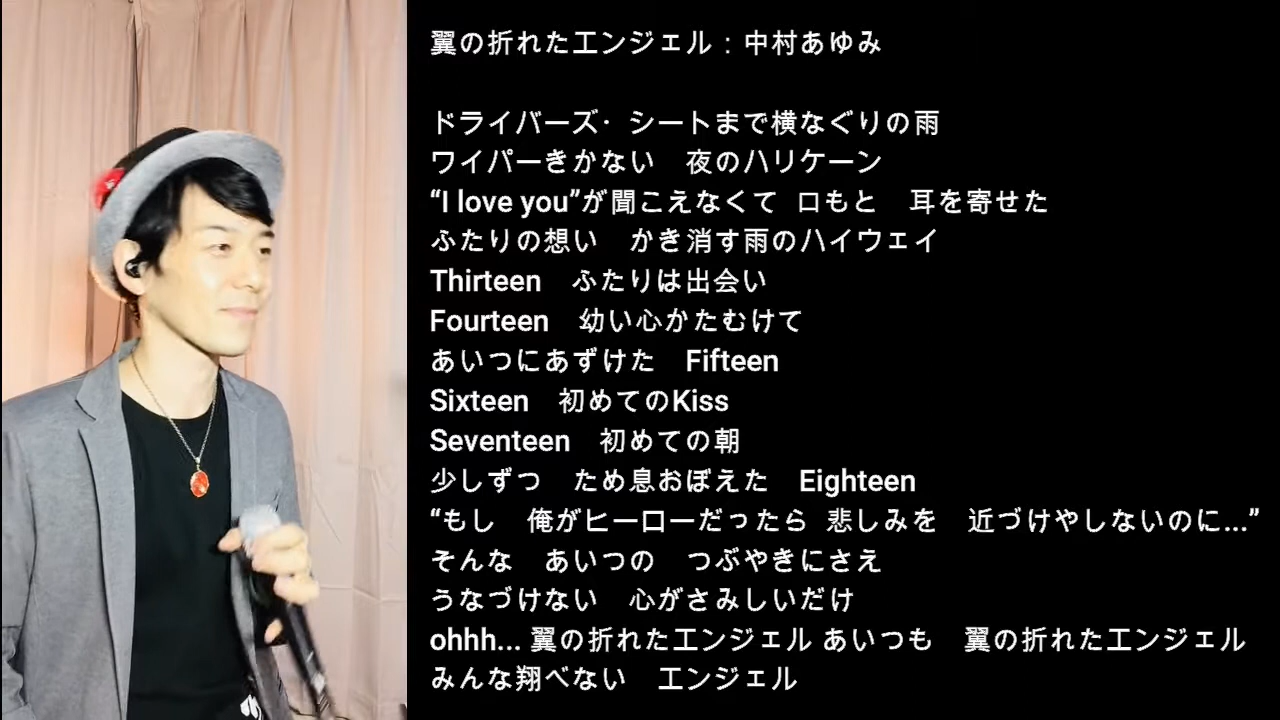 翼の折れたエンジェル：中村あゆみ
ドライバーズ・シートまで横なぐりの雨
ワイパーきかない　夜のハリケーン
“I love you”が聞こえなくて 口もと　耳を寄せた
ふたりの想い　かき消す雨のハイウェイ
Thirteen　ふたりは出会い
Fourteen　幼い心かたむけて
あいつにあずけた　Fifteen
Sixteen　初めてのKiss
Seventeen　初めての朝
少しずつ　ため息おぼえた　Eighteen
“もし　俺がヒーローだったら 悲しみを　近づけやしないのに...”
そんな　あいつの　つぶやきにさえ
うなづけない　心がさみしいだけ
ohhh... 翼の折れたエンジェル あいつも　翼の折れたエンジェル
みんな翔べない　エンジェル